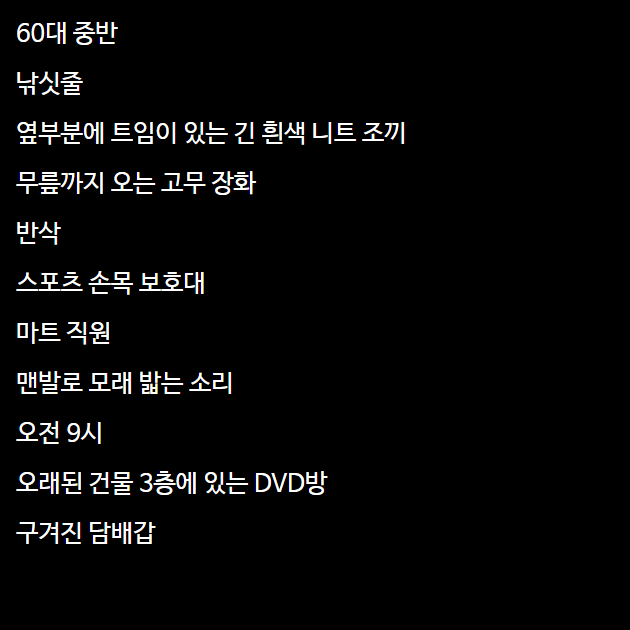 60대 중반
낚싯줄
옆부분에 트임이 있는 긴 흰색 니트 조끼
무릎까지 오는 고무 장화
반삭
스포츠 손목 보호대
마트 직원
맨발로 모래 밟는 소리
오전 9시
오래된 건물 3층에 있는 DVD방
구겨진 담배갑